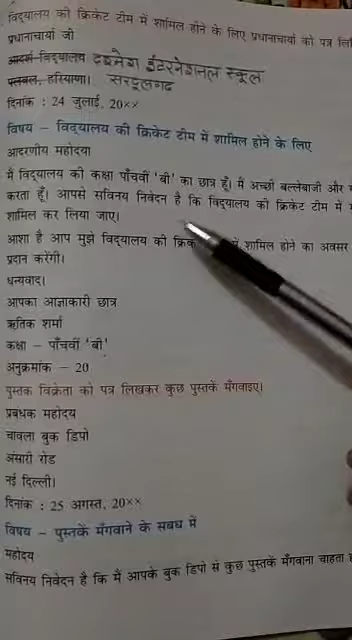 विद्यालय की क्रिकेट टीम में शामिल होने के लिए प्रधानाचार्या को पत्र
प्रधानाचार्या जी
आदर्श विद्यालय दशमेश इंटरनेशनल स्कूल
पलवल, हरियाणा। सरदूलगढ
दिनांक : 24 जुलाई, 20××
विषय – विद्यालय की क्रिकेट टीम में शामिल होने के लिए
आदरणीय महोदया
मैं विद्यालय की कक्षा पाँचवीं 'बी' का छात्र हूँ। मैं अच्छी बल्लेबाजी और
करता हूँ। आपसे सविनय निवेदन है कि विद्यालय की क्रिकेट टीम में
शामिल कर लिया जाए।
आशा है आप मुझे विद्यालय की में शामिल होने का अवसर
प्रदान करेंगी।
धन्यवाद।
आपका आज्ञाकारी छात्र
ऋतिक शर्मा
कक्षा – पाँचवीं 'बी'
अनुक्रमांक – 20
पुस्तक विक्रेता को पत्र लिखकर कुछ पुस्तकें मँगवाइए।
प्रबंधक महोदय
चावला बुक डिपो
अंसारी रोड
नई दिल्ली।
दिनांक : 25 अगस्त, 20××
विषय – पुस्तकें मँगवाने के संबंध में
महोदय
सविनय निवेदन है कि मैं आपके बुक डिपो से कुछ पुस्तकें मँगवाना चाहता